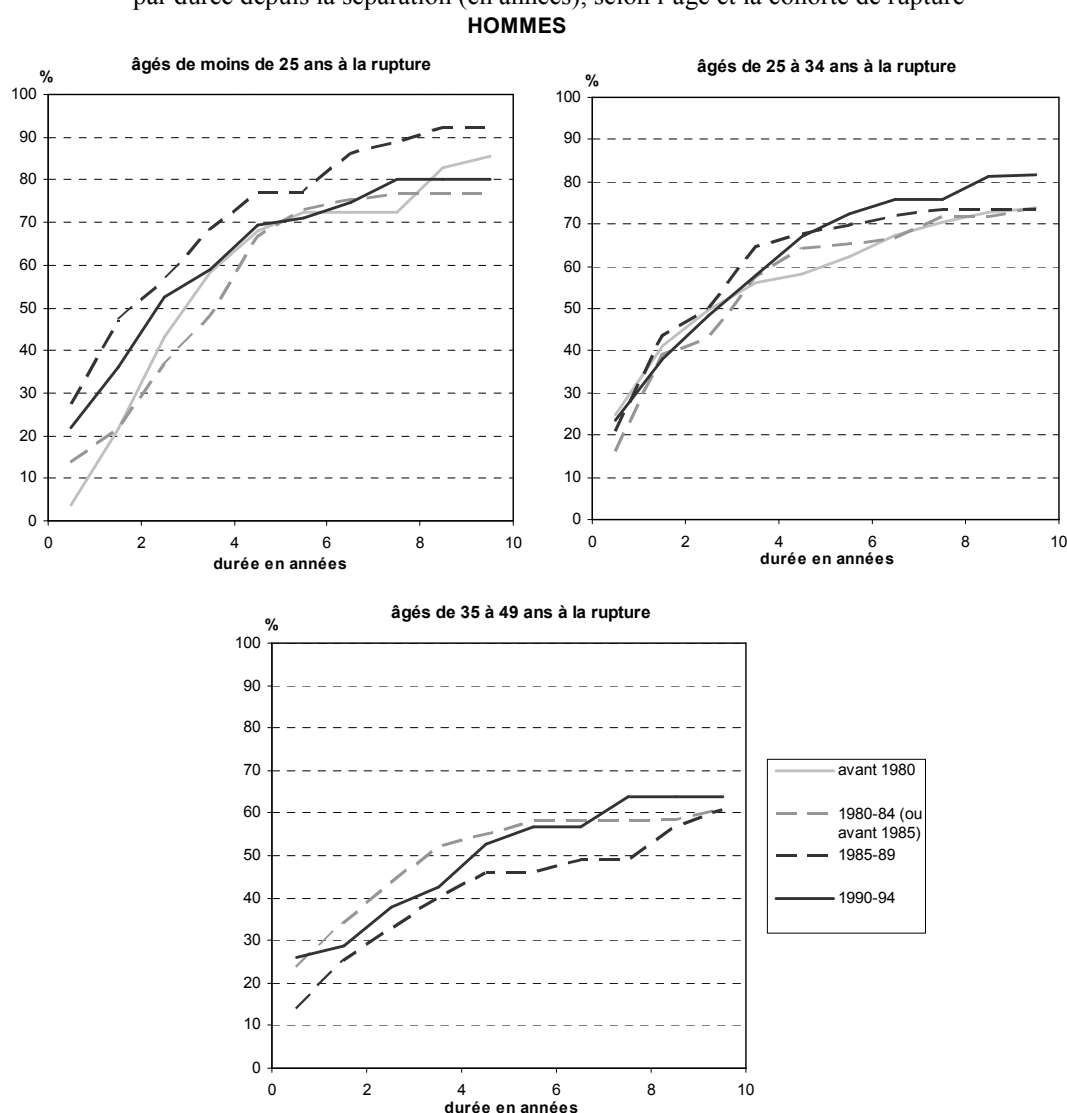 par durée depuis la séparation (en années), selon l'âge et la cohorte de rupture
HOMMES
âgés de moins de 25 ans à la rupture
%
100
90
80
70
60
50
40
30
20
10
0
0 2 4 6 8 10
durée en années
âgés de 25 à 34 ans à la rupture
%
100
90
80
70
60
50
40
30
20
10
0
0 2 4 6 8 10
durée en années
âgés de 35 à 49 ans à la rupture
%
100
90
80
70
60
50
40
30
20
10
0
0 2 4 6 8 10
durée en années
avant 1980
1980-84 (ou
avant 1985)
1985-89
1990-94